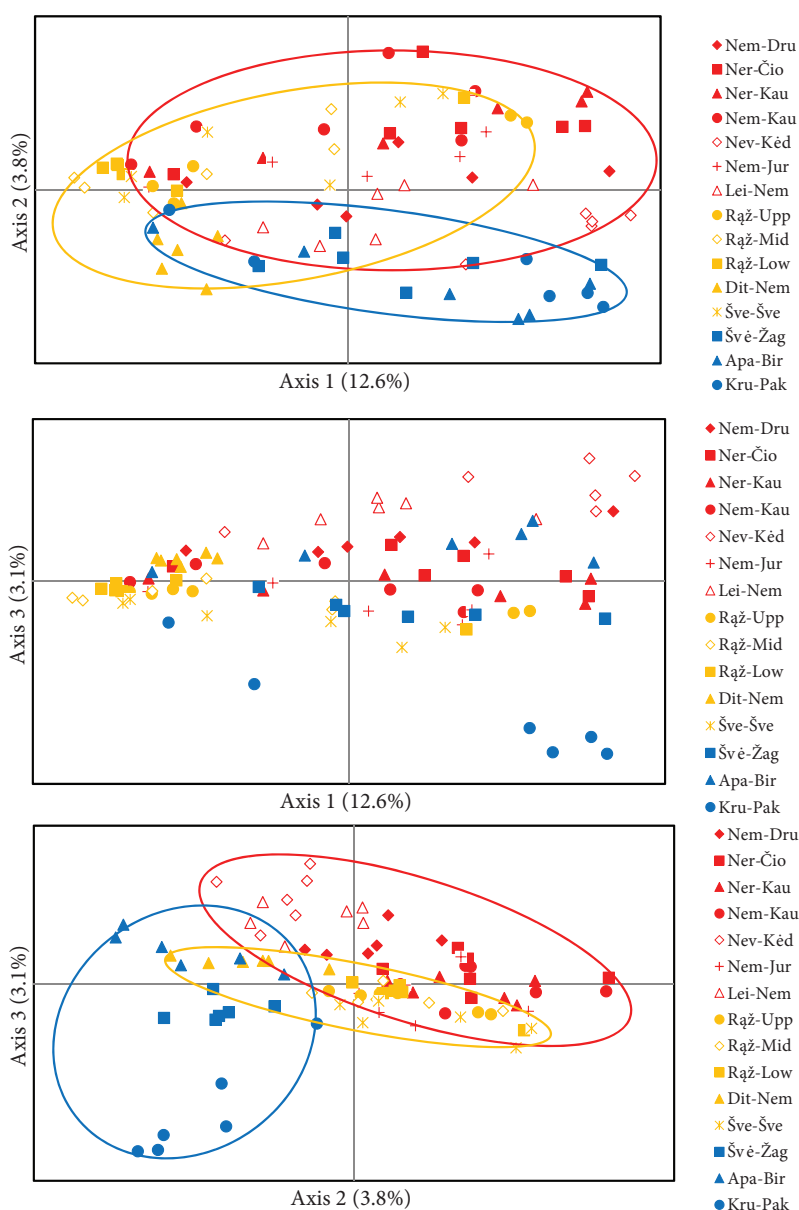 Axis 2 (3.8%)
Axis 1 (12.6%)
Nem-Dru
Ner-Čio
Ner-Kau
Nem-Kau
Nev-Kėd
Nem-Jur
Lei-Nem
Rąž-Upp
Rąž-Mid
Rąž-Low
Dit-Nem
Šve-Šve
Švė-Žag
Apa-Bir
Kru-Pak
Axis 3 (3.1%)
Axis 1 (12.6%)
Nem-Dru
Ner-Čio
Ner-Kau
Nem-Kau
Nev-Kėd
Nem-Jur
Lei-Nem
Rąž-Upp
Rąž-Mid
Rąž-Low
Dit-Nem
Šve-Šve
Švė-Žag
Apa-Bir
Kru-Pak
Axis 3 (3.1%)
Axis 2 (3.8%)
Nem-Dru
Ner-Čio
Ner-Kau
Nem-Kau
Nev-Kėd
Nem-Jur
Lei-Nem
Rąž-Upp
Rąž-Mid
Rąž-Low
Dit-Nem
Šve-Šve
Švė-Žag
Apa-Bir
Kru-Pak